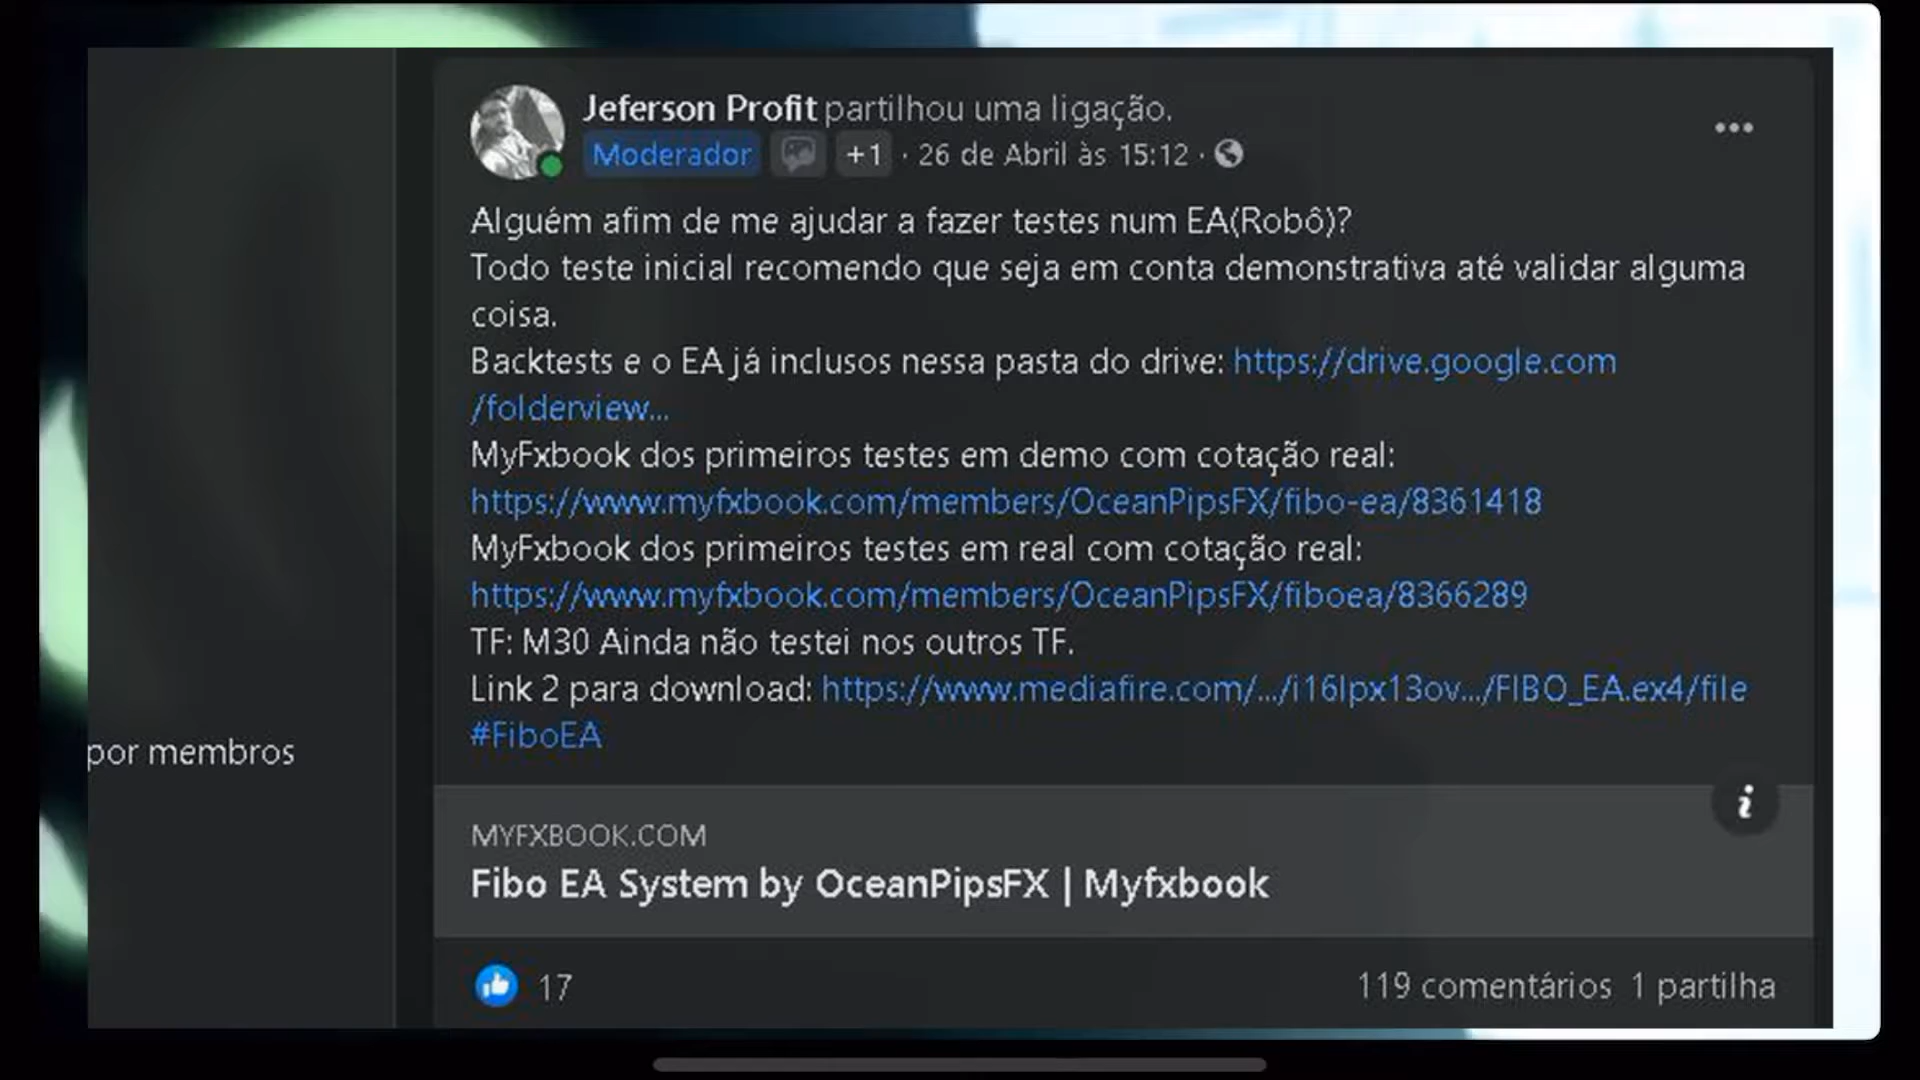 Jeferson Profit partilhou uma ligação.
Moderador +1 · 26 de Abril às 15:12 ·
Alguém afim de me ajudar a fazer testes num EA(Robô)?
Todo teste inicial recomendo que seja em conta demonstrativa até validar alguma
coisa.
Backtests e o EA já inclusos nessa pasta do drive: https://drive.google.com
/folderview...
MyFxbook dos primeiros testes em demo com cotação real:
https://www.myfxbook.com/members/OceanPipsFX/fibo-ea/8361418
MyFxbook dos primeiros testes em real com cotação real:
https://www.myfxbook.com/members/OceanPipsFX/fiboea/8366289
TF: M30 Ainda não testei nos outros TF.
Link 2 para download: https://www.mediafire.com/.../i16lpx13ov.../FIBO_EA.ex4/file
#FiboEA
por membros
MYFXBOOK.COM
Fibo EA System by OceanPipsFX | Myfxbook
17
119 comentários 1 partilha